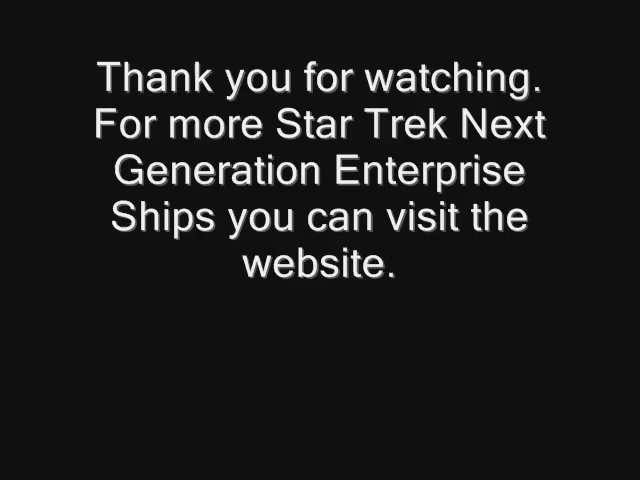 Thank you for watching.
For more Star Trek Next
Generation Enterprise
Ships you can visit the
website.